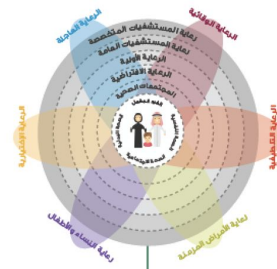 الرعاية العاجلة
الرعاية الوقائية
رعاية المستشفيات المتخصصة
رعاية المستشفيات العامة
الرعاية الأولية
الرعاية الافتراضية
المجتمعات الصحية
الرعاية الاختيارية
الرعاية التلطيفية
رعاية النساء والأطفال
رعاية الأمراض المزمنة